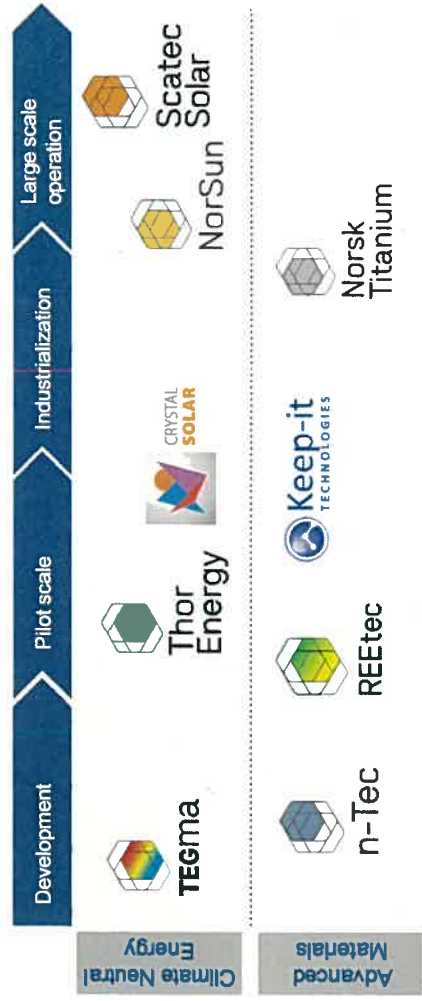 Development
Pilot scale
Industrialization
Large scale
operation
Climate Neutral
Energy
TEGma
Thor
Energy
CRYSTAL
SOLAR
NorSun
Scatec
Solar
Advanced
Materials
n-Tec
REEtec
Keep-it
TECHNOLOGIES
Norsk
Titanium